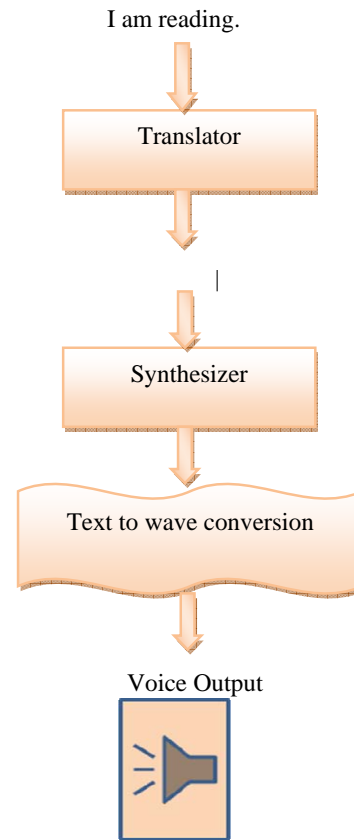 I am reading.
Translator
|
Synthesizer
Text to wave conversion
Voice Output